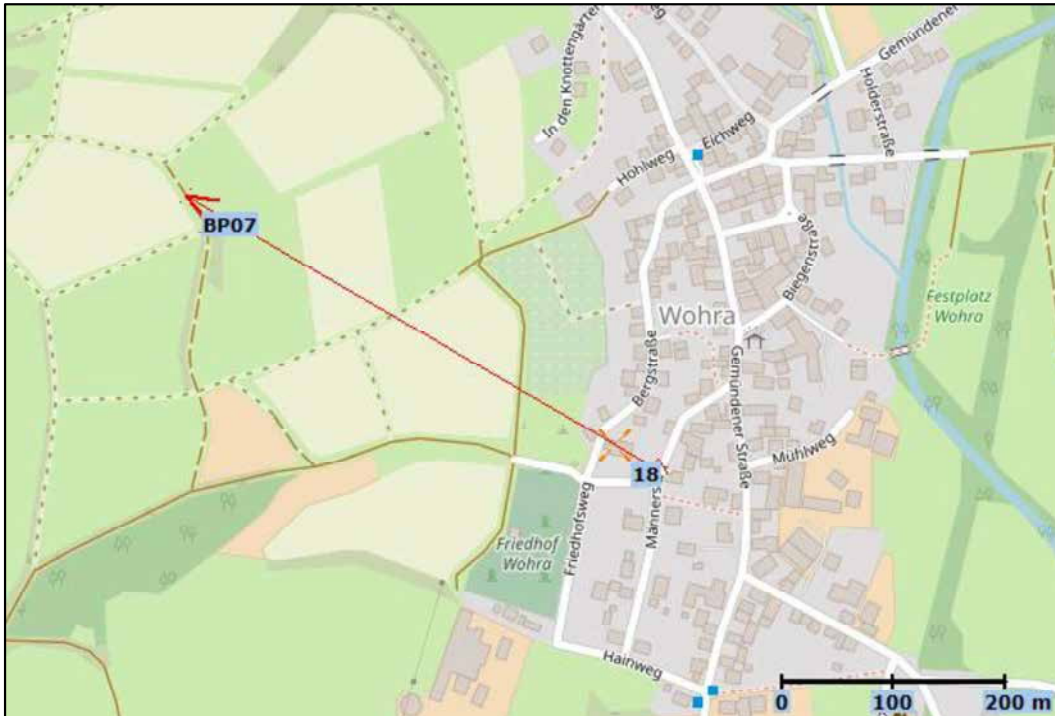 In den Knottengärten
Gemündener
Holderstraße
Eichweg
Hohlweg
BP07
Biegenstraße
Festplatz
Wohra
Wohra
Bergstraße
Gemündener Straße
Mühlweg
18
Männers
Friedhofsweg
Friedhof
Wohra
Hainweg
0 100 200 m